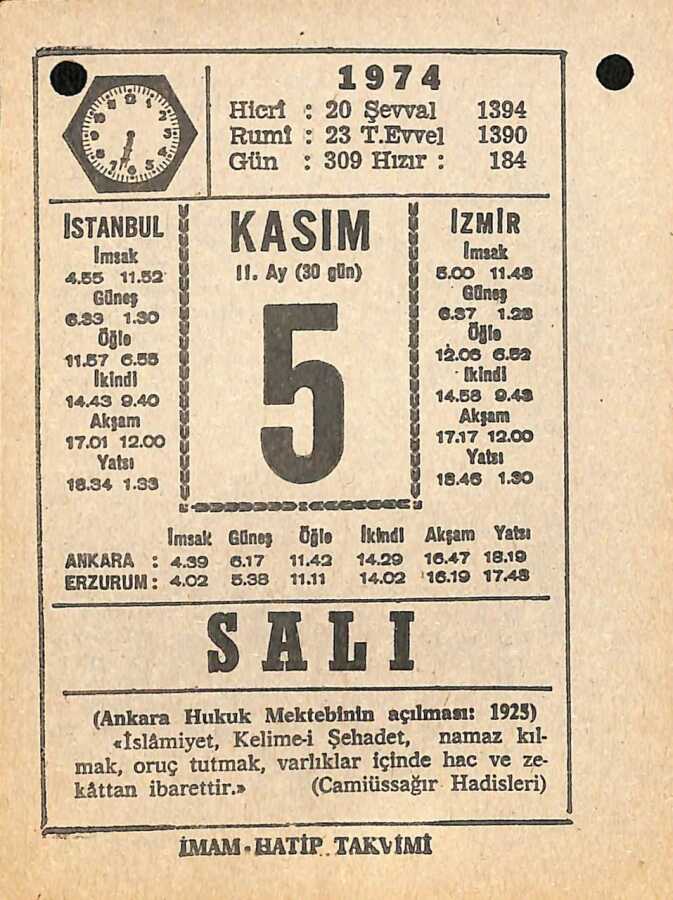 1974
Hicrî : 20 Şevval 1394
Rumî : 23 T.Evvel 1390
Gün : 309 Hızır : 184
İSTANBUL
İmsak
4.55 11.52
Güneş
6.33 1.30
Öğle
11.57 6.55
İkindi
14.43 9.40
Akşam
17.01 12.00
Yatsı
18.34 1.33
KASIM
11. Ay (30 gün)
5
İZMİR
İmsak
5.00 11.43
Güneş
6.37 1.23
Öğle
12.06 6.52
İkindi
14.58 9.43
Akşam
17.17 12.00
Yatsı
18.46 1.30
İmsak Güneş Öğle İkindi Akşam Yatsı
ANKARA : 4.39 6.17 11.42 14.29 16.47 18.19
ERZURUM : 4.02 5.38 11.11 14.02 16.19 17.48
SALI
(Ankara Hukuk Mektebinin açılması: 1925)
«İslâmiyet, Kelime-i Şehadet, namaz kıl-
mak, oruç tutmak, varlıklar içinde hac ve ze-
kâttan ibarettir.» (Camiüssağır Hadisleri)
İMAM - HATİP TAKVİMİ